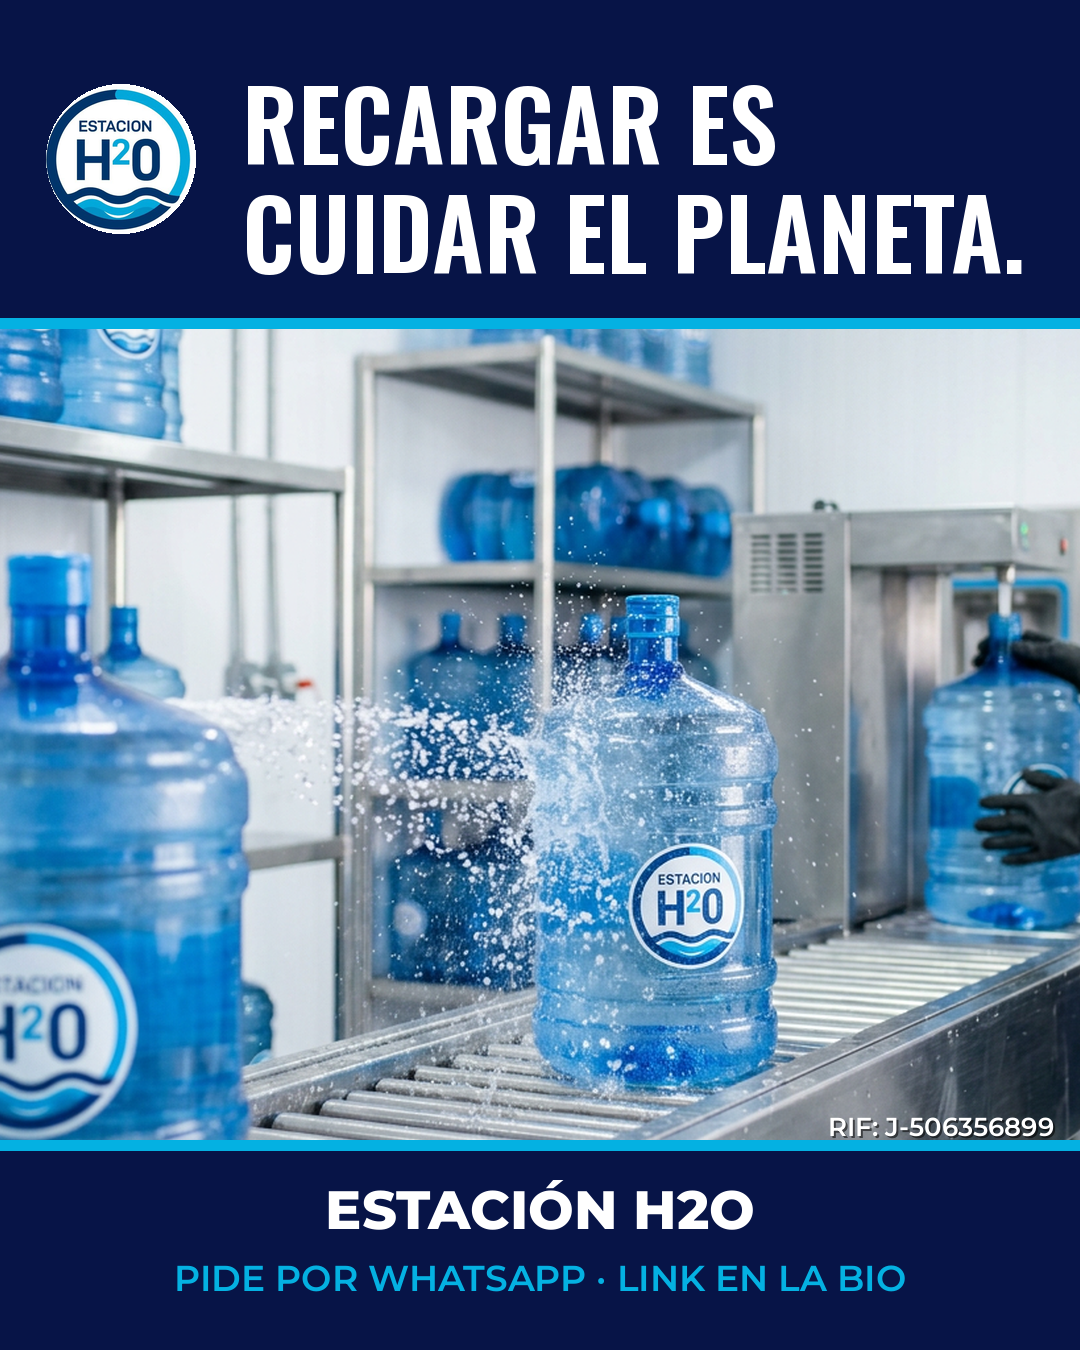 ESTACION
H2O
RECARGAR ES
CUIDAR EL PLANETA.
ESTACION
H2O
TACION
H2O
RIF: J-506356899
ESTACIÓN H2O
PIDE POR WHATSAPP · LINK EN LA BIO